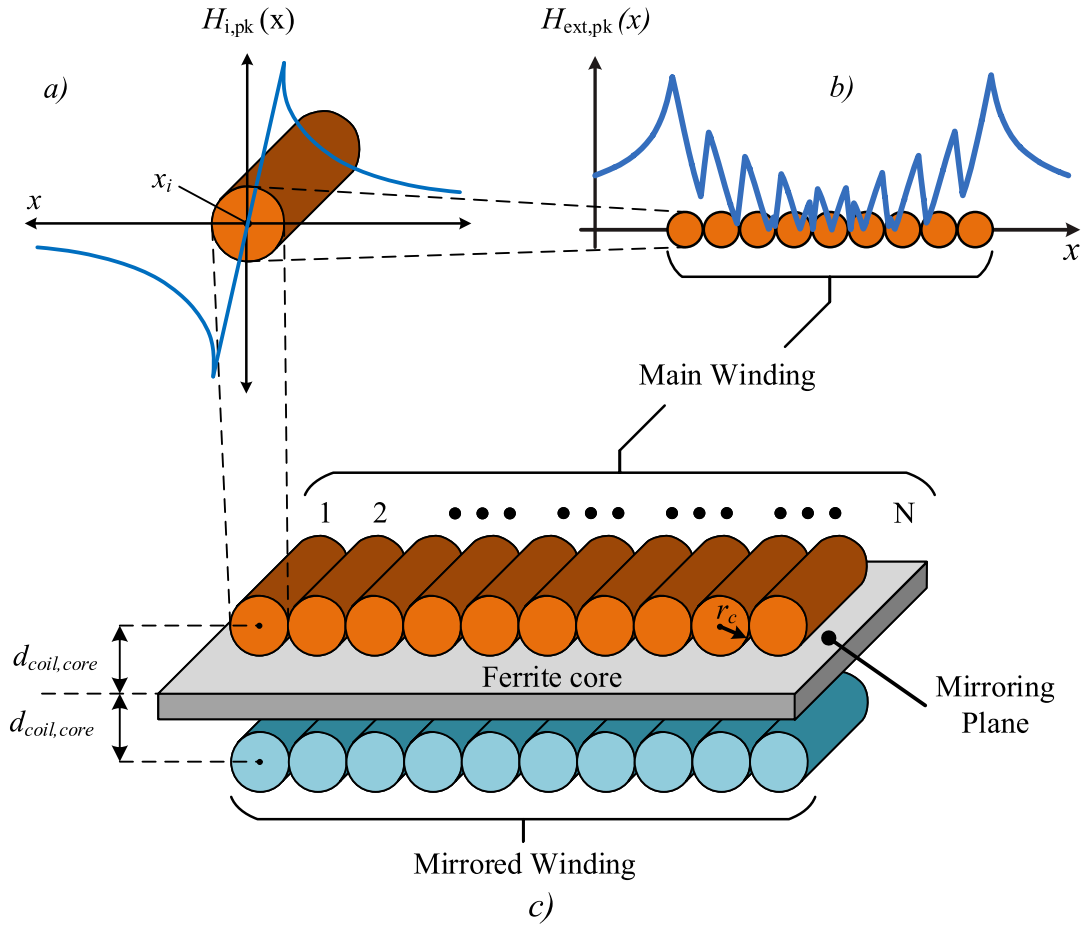 H_i,pk (x)
H_ext,pk (x)
a)
b)
x_i
x
x
Main Winding
1 2 N
r_c
d_coil,core
Ferrite core
d_coil,core
Mirroring
Plane
Mirrored Winding
c)